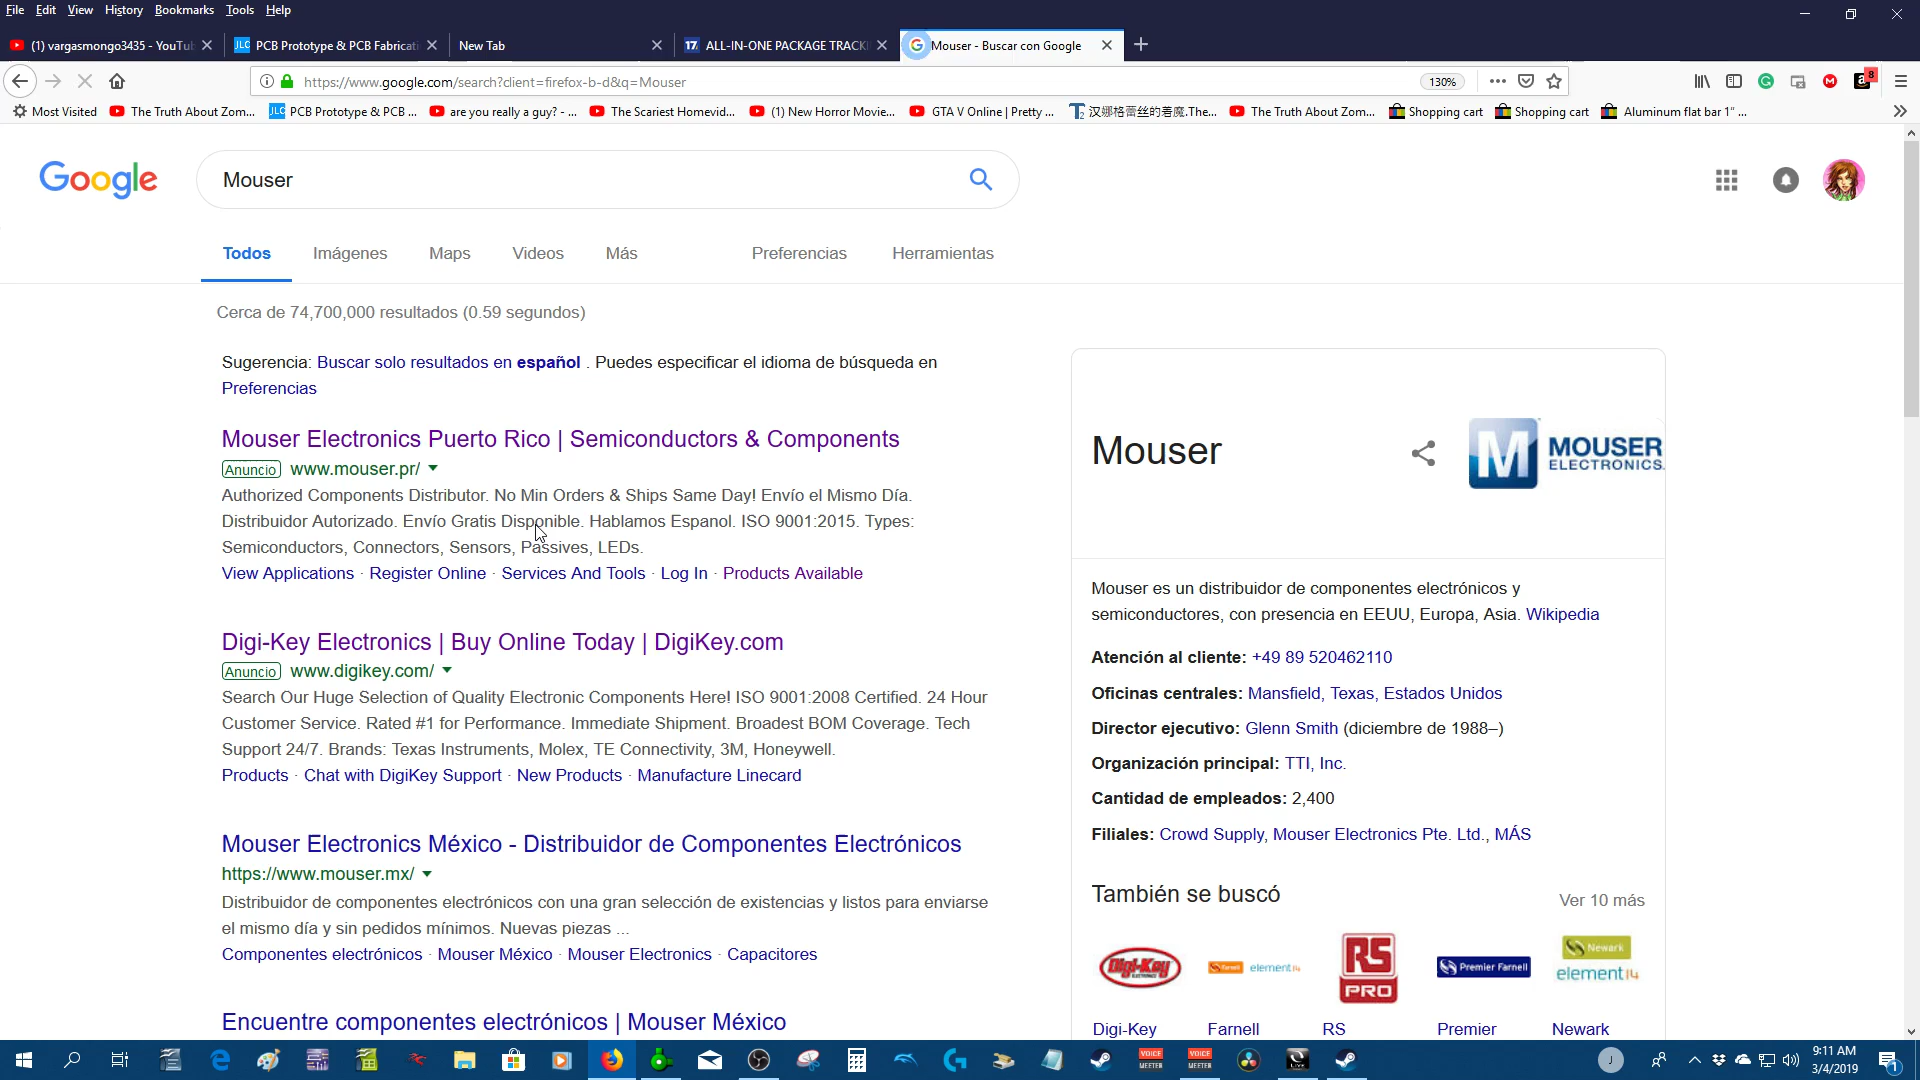 File Edit View History Bookmarks Tools Help
(1) vargasmongo3435 - YouTu
JLC PCB Prototype & PCB Fabricati
New Tab
17 ALL-IN-ONE PACKAGE TRACKI
Mouser - Buscar con Google
https://www.google.com/search?client=firefox-b-d&q=Mouser
130%
8
Most Visited
The Truth About Zom...
JLC PCB Prototype & PCB ...
are you really a guy? - ...
The Scariest Homevid...
(1) New Horror Movie...
GTA V Online | Pretty ...
汉娜格蕾丝的着魔.The...
The Truth About Zom...
Shopping cart
Shopping cart
Aluminum flat bar 1" ...
Google
Mouser
Todos Imágenes Maps Videos Más Preferencias Herramientas
Cerca de 74,700,000 resultados (0.59 segundos)
Sugerencia: Buscar solo resultados en español . Puedes especificar el idioma de búsqueda en
Preferencias
Mouser Electronics Puerto Rico | Semiconductors & Components
Anuncio www.mouser.pr/
Authorized Components Distributor. No Min Orders & Ships Same Day! Envío el Mismo Día.
Distribuidor Autorizado. Envío Gratis Disponible. Hablamos Espanol. ISO 9001:2015. Types:
Semiconductors, Connectors, Sensors, Passives, LEDs.
View Applications · Register Online · Services And Tools · Log In · Products Available
Digi-Key Electronics | Buy Online Today | DigiKey.com
Anuncio www.digikey.com/
Search Our Huge Selection of Quality Electronic Components Here! ISO 9001:2008 Certified. 24 Hour
Customer Service. Rated #1 for Performance. Immediate Shipment. Broadest BOM Coverage. Tech
Support 24/7. Brands: Texas Instruments, Molex, TE Connectivity, 3M, Honeywell.
Products · Chat with DigiKey Support · New Products · Manufacture Linecard
Mouser Electronics México - Distribuidor de Componentes Electrónicos
https://www.mouser.mx/
Distribuidor de componentes electrónicos con una gran selección de existencias y listos para enviarse
el mismo día y sin pedidos mínimos. Nuevas piezas ...
Componentes electrónicos · Mouser México · Mouser Electronics · Capacitores
Encuentre componentes electrónicos | Mouser México
Mouser
M MOUSER
ELECTRONICS.
Mouser es un distribuidor de componentes electrónicos y
semiconductores, con presencia en EEUU, Europa, Asia. Wikipedia
Atención al cliente: +49 89 520462110
Oficinas centrales: Mansfield, Texas, Estados Unidos
Director ejecutivo: Glenn Smith (diciembre de 1988–)
Organización principal: TTI, Inc.
Cantidad de empleados: 2,400
Filiales: Crowd Supply, Mouser Electronics Pte. Ltd., MÁS
También se buscó
Ver 10 más
Digi-Key
element14
RS
PRO
Premier Farnell
Newark
element14
Digi-Key Farnell RS Premier Newark
VOICE
MEETER
VOICE
MEETER
LIVE
J
9:11 AM
3/4/2019
1